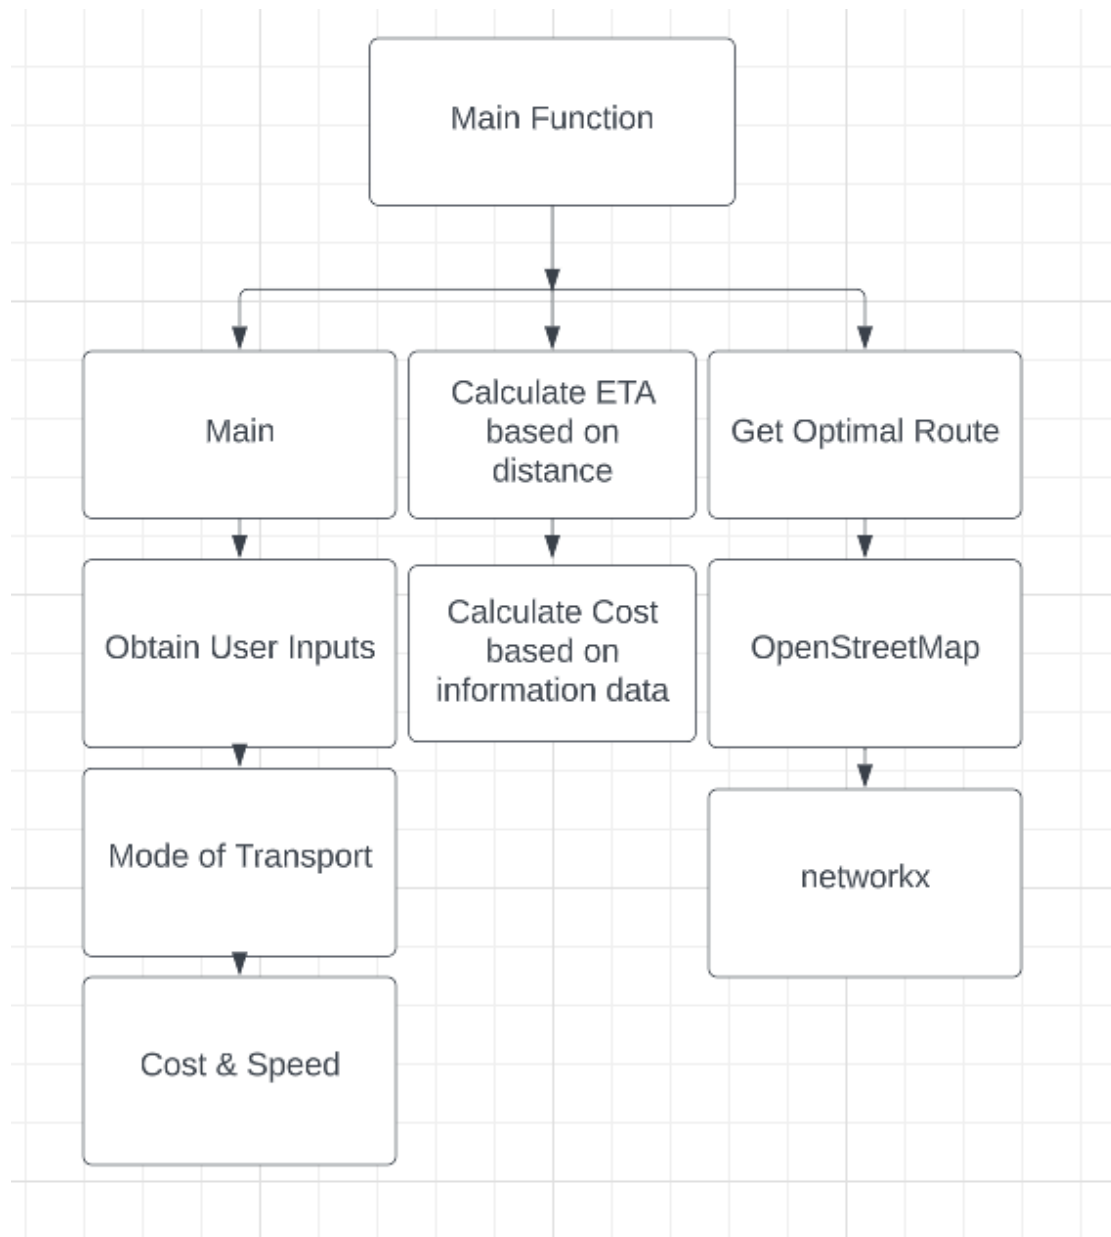 Main Function
Main
Calculate ETA
based on
distance
Get Optimal Route
Obtain User Inputs
Calculate Cost
based on
information data
OpenStreetMap
Mode of Transport
networkx
Cost & Speed